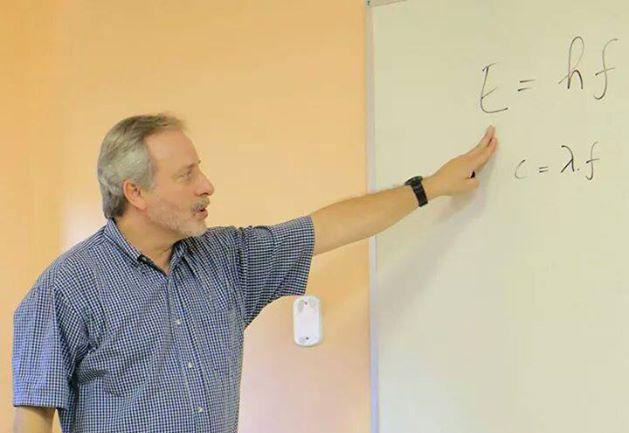 E = hf
c = λ.f